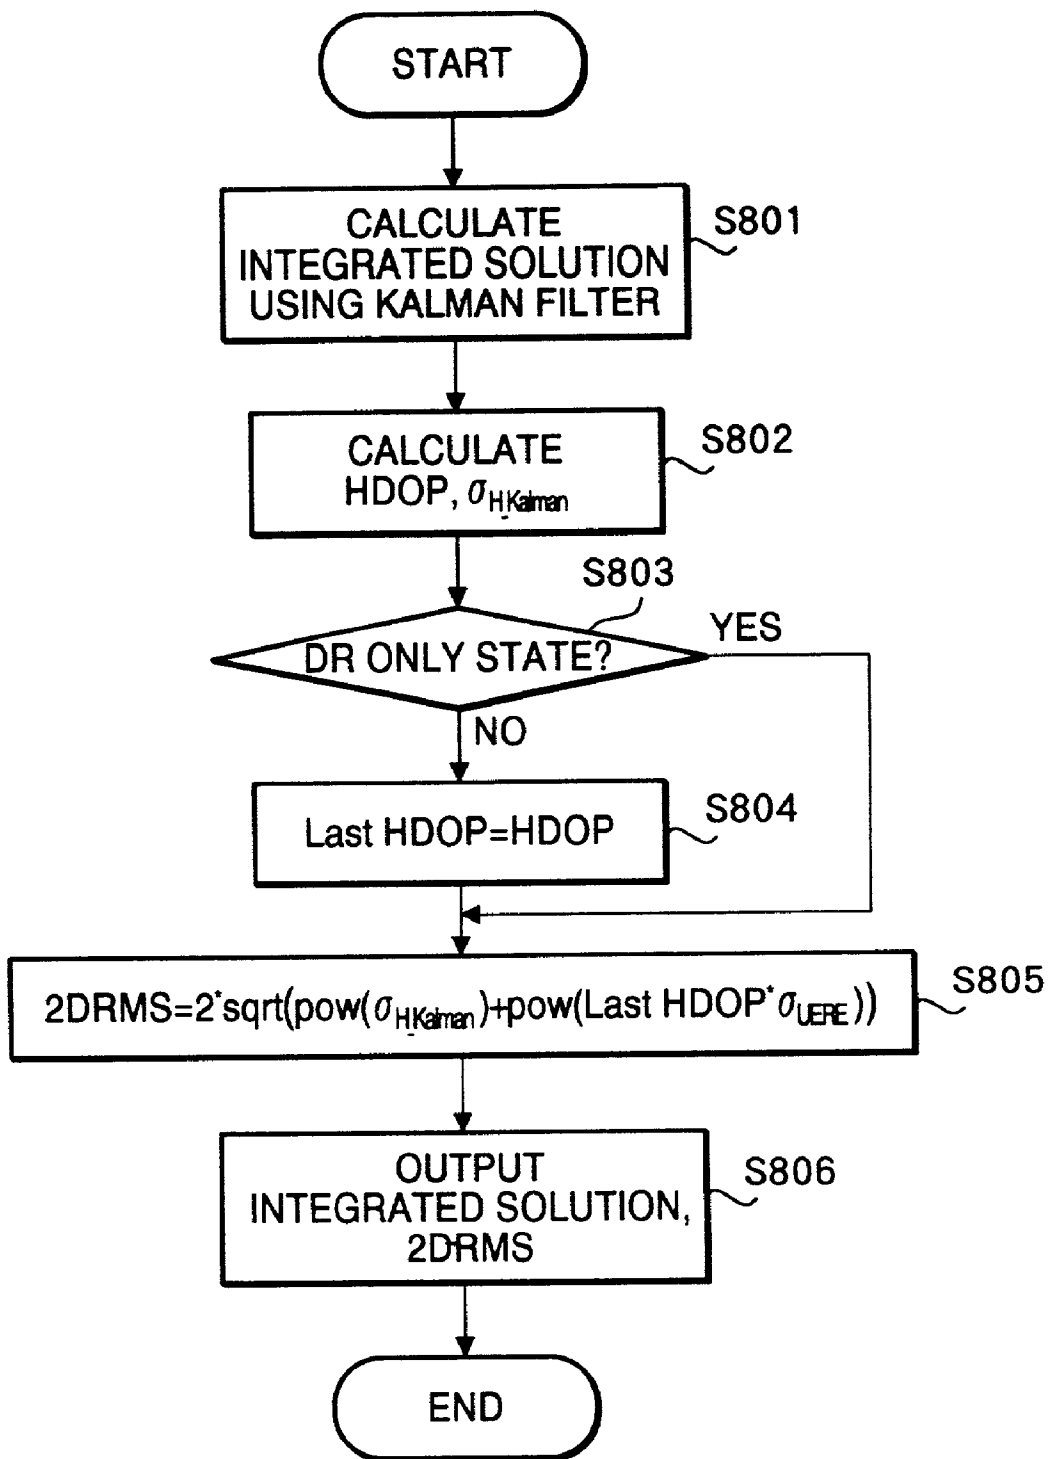 START
CALCULATE
INTEGRATED SOLUTION
USING KALMAN FILTER
S801
CALCULATE
HDOP, σH_Kalman
S802
S803
DR ONLY STATE?
YES
NO
Last HDOP=HDOP
S804
2DRMS=2*sqrt(pow(σH_Kalman)+pow(Last HDOP*σUERE))
S805
OUTPUT
INTEGRATED SOLUTION,
2DRMS
S806
END